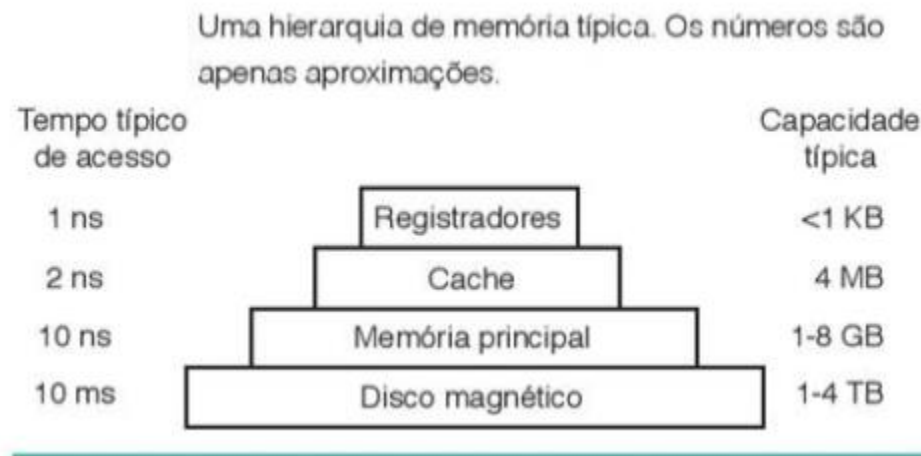 Uma hierarquia de memória típica. Os números são
apenas aproximações.
Tempo típico
de acesso
Capacidade
típica
1 ns
Registradores
<1 KB
2 ns
Cache
4 MB
10 ns
Memória principal
1-8 GB
10 ms
Disco magnético
1-4 TB